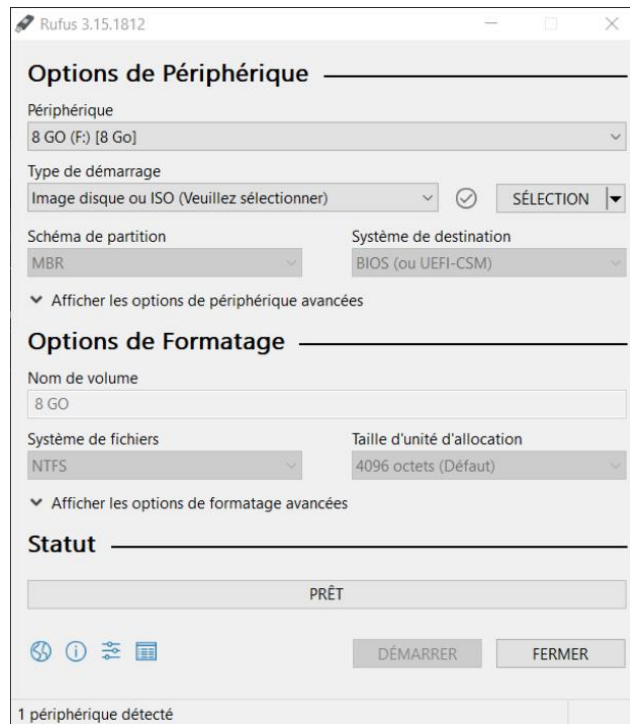 Rufus 3.15.1812
Options de Périphérique
Périphérique
8 GO (F:) [8 Go]
Type de démarrage
Image disque ou ISO (Veuillez sélectionner)
SÉLECTION
Schéma de partition
Système de destination
MBR
BIOS (ou UEFI-CSM)
Afficher les options de périphérique avancées
Options de Formatage
Nom de volume
8 GO
Système de fichiers
Taille d'unité d'allocation
NTFS
4096 octets (Défaut)
Afficher les options de formatage avancées
Statut
PRÊT
DÉMARRER
FERMER
1 périphérique détecté